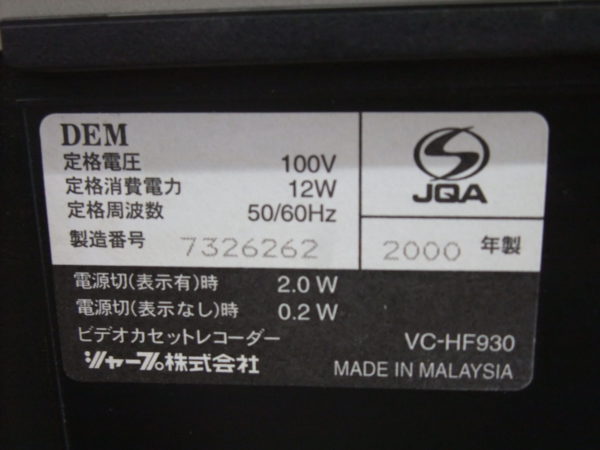 DEM
定格電圧 100V
定格消費電力 12W
定格周波数 50/60Hz
製造番号 7326262
JQA
2000 年製
電源切(表示有)時 2.0 W
電源切(表示なし)時 0.2 W
ビデオカセットレコーダー VC-HF930
シャープ株式会社 MADE IN MALAYSIA